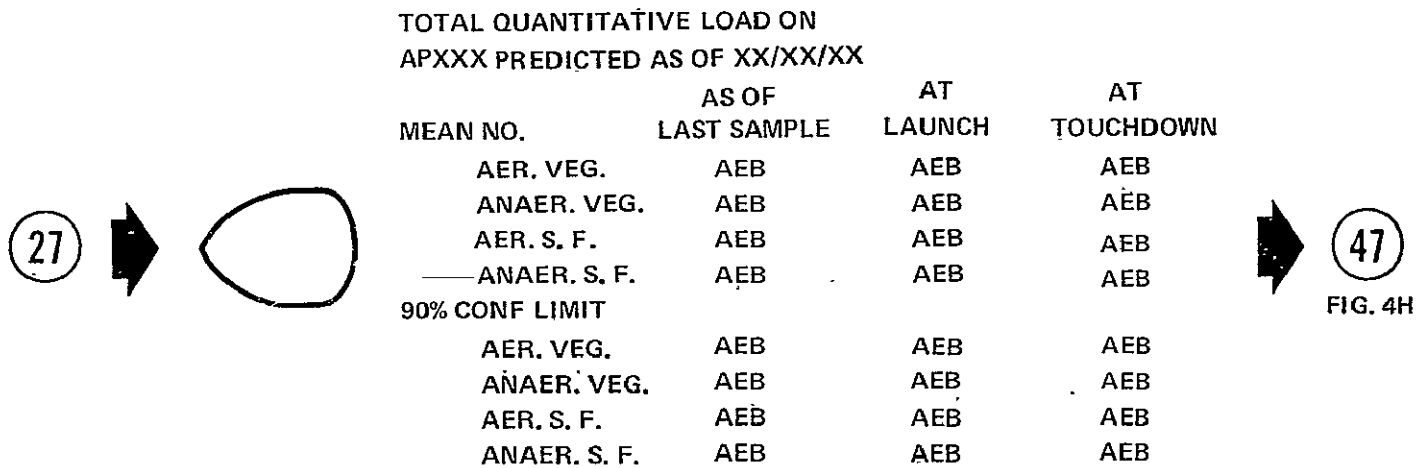 TOTAL QUANTITATIVE LOAD ON
APXXX PREDICTED AS OF XX/XX/XX
AS OF AT AT
MEAN NO. LAST SAMPLE LAUNCH TOUCHDOWN
AER. VEG. AEB AEB AEB
ANAER. VEG. AEB AEB AEB
27 AER. S. F. AEB AEB AEB 47
ANAER. S. F. AEB AEB AEB
90% CONF LIMIT FIG. 4H
AER. VEG. AEB AEB AEB
ANAER. VEG. AEB AEB AEB
AER. S. F. AEB AEB AEB
ANAER. S. F. AEB AEB AEB